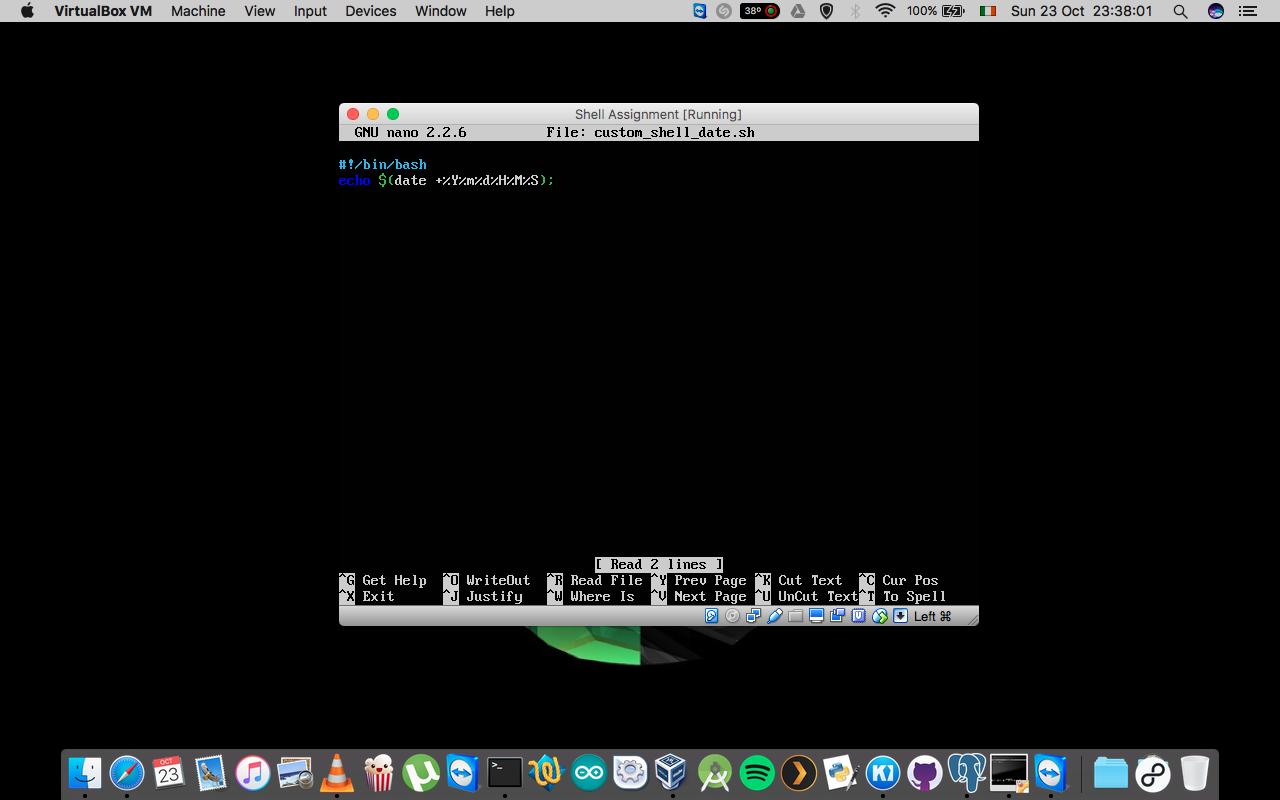 VirtualBox VM Machine View Input Devices Window Help 38º 100% Sun 23 Oct 23:38:01
Shell Assignment [Running]
GNU nano 2.2.6 File: custom_shell_date.sh
#!/bin/bash
echo $(date +%Y%m%d%H%M%S);
[ Read 2 lines ]
^G Get Help ^O WriteOut ^R Read File ^Y Prev Page ^K Cut Text ^C Cur Pos
^X Exit ^J Justify ^W Where Is ^V Next Page ^U UnCut Text ^T To Spell
Left ⌘
OCT
23
>_
K1